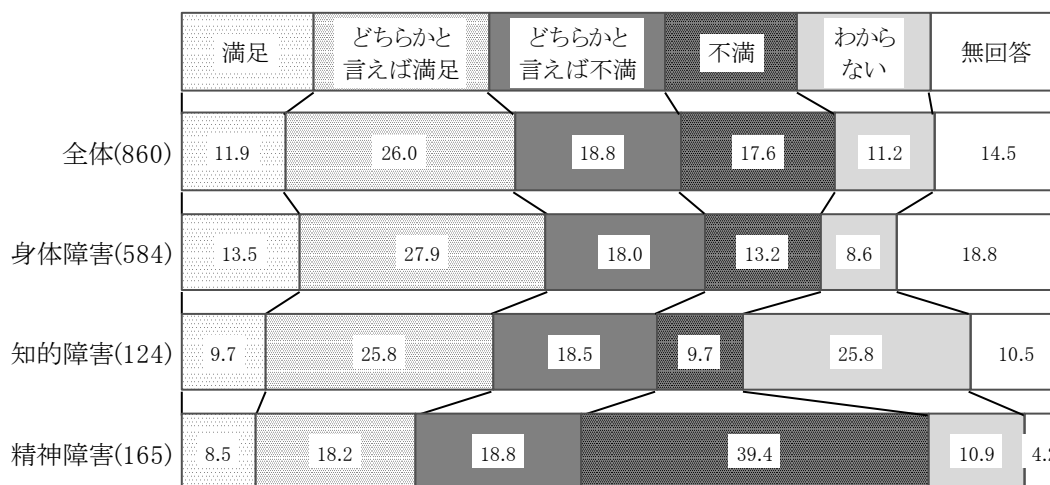 満足
どちらかと
言えば満足
どちらかと
言えば不満
不満
わから
ない
無回答
全体(860)
11.9
26.0
18.8
17.6
11.2
14.5
身体障害(584)
13.5
27.9
18.0
13.2
8.6
18.8
知的障害(124)
9.7
25.8
18.5
9.7
25.8
10.5
精神障害(165)
8.5
18.2
18.8
39.4
10.9